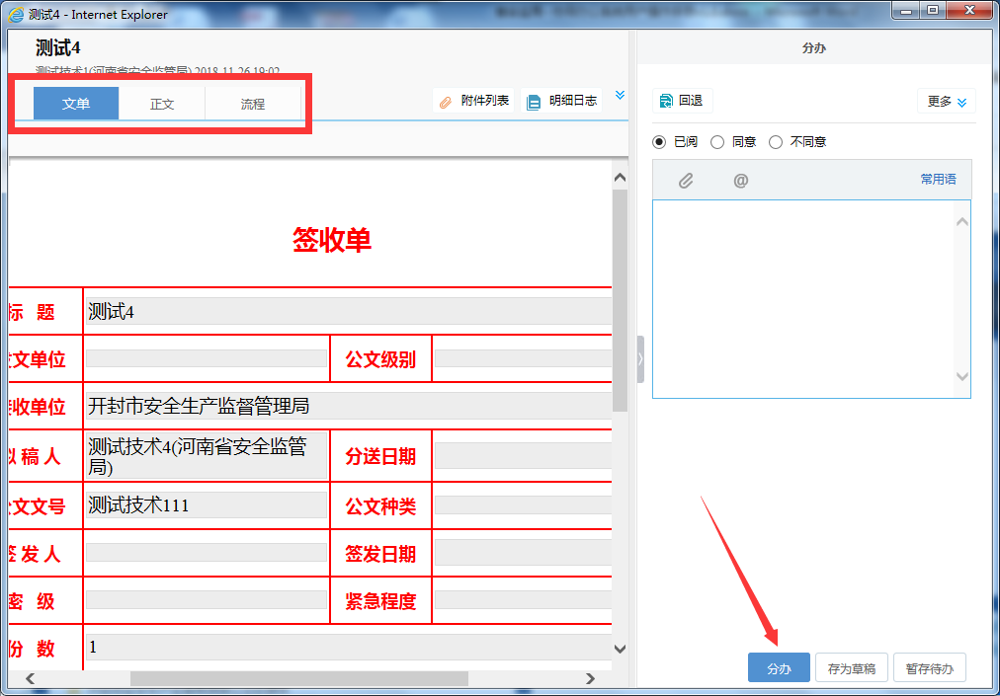 测试4 - Internet Explorer
测试4
测试技术1(河南省安全监管局) 2018-11-26 19:02
文单 正文 流程
附件列表 明细日志
签收单
标 题 测试4
发文单位 公文级别
接收单位 开封市安全生产监督管理局
拟 稿 人 测试技术4(河南省安全监管局) 分送日期
公文文号 测试技术111 公文种类
签 发 人 签发日期
密 级 紧急程度
份 数 1
分办
回退 更多
已阅 同意 不同意
@ 常用语
分办 存为草稿 暂存待办